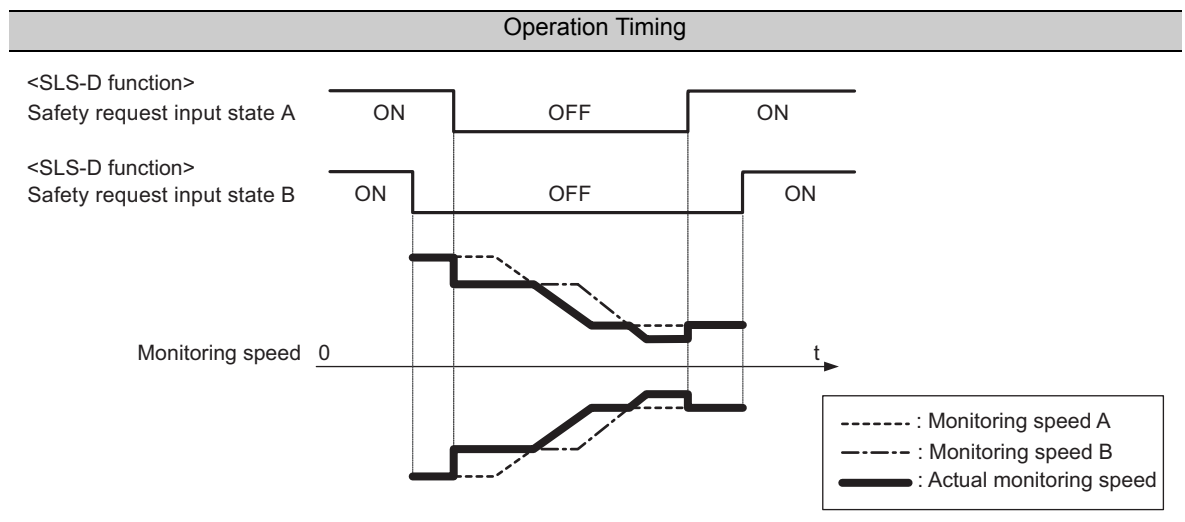 Operation Timing
<SLS-D function>
Safety request input state A
ON
OFF
ON
<SLS-D function>
Safety request input state B
ON
OFF
ON
Monitoring speed 0
t
: Monitoring speed A
: Monitoring speed B
: Actual monitoring speed